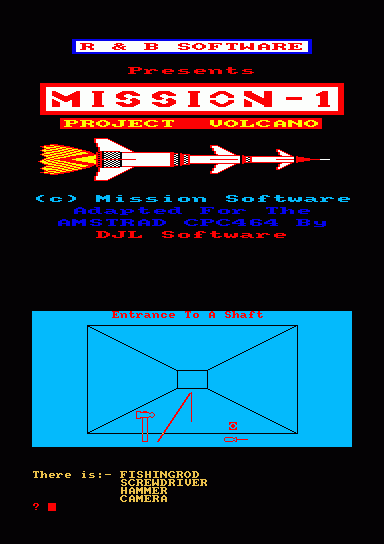 R & B SOFTWARE
Presents
MISSION-1
PROJECT VOLCANO
(c) Mission Software
Adapted For The
AMSTRAD CPC464 By
DJL Software
Entrance To A Shaft
There is:- FISHINGROD
SCREWDRIVER
HAMMER
CAMERA
?